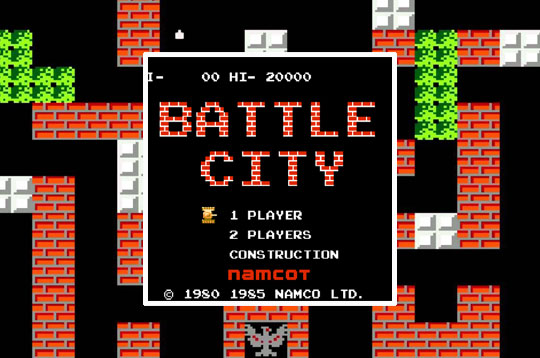 I- 00 HI- 20000
BATTLE
CITY
1 PLAYER
2 PLAYERS
CONSTRUCTION
namcot
© 1980 1985 NAMCO LTD.